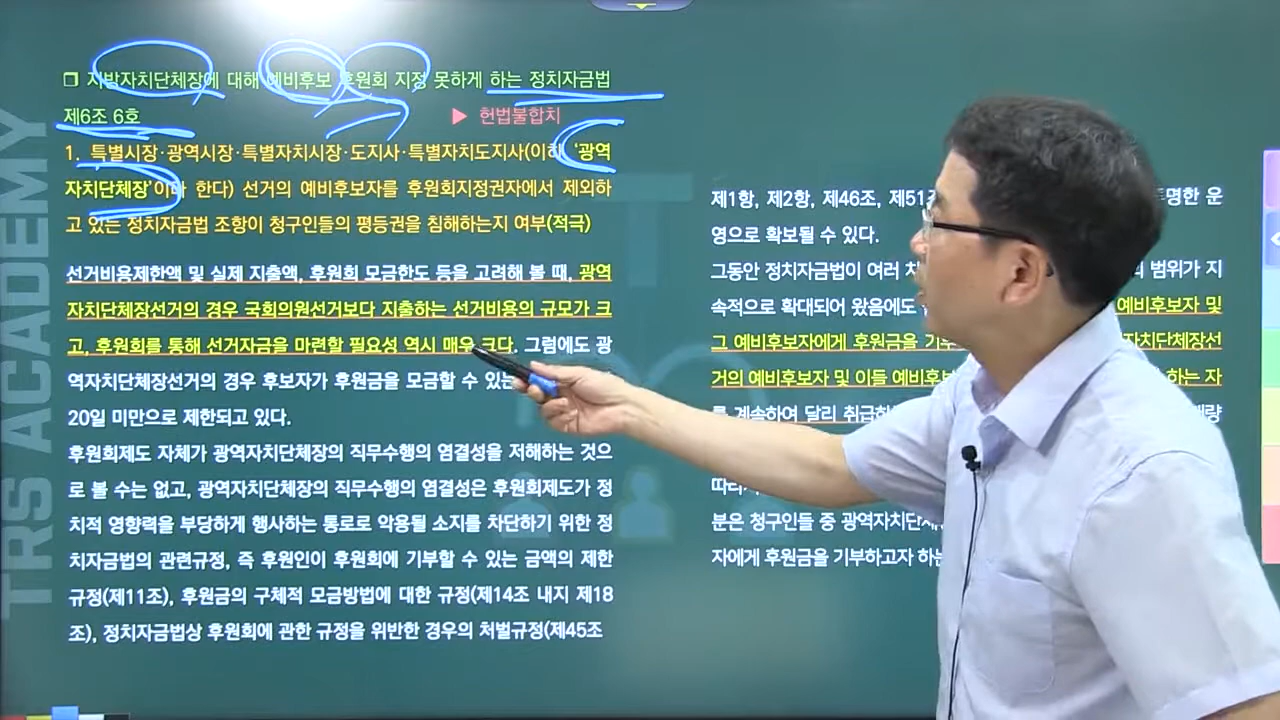 TRS ACADEMY
❒ 지방자치단체장에 대해 예비후보 후원회 지정 못하게 하는 정치자금법
제6조 6호 ▶ 헌법불합치
1. 특별시장·광역시장·특별자치시장·도지사·특별자치도지사(이하 '광역
자치단체장'이라 한다) 선거의 예비후보자를 후원회지정권자에서 제외하
고 있는 정치자금법 조항이 청구인들의 평등권을 침해하는지 여부(적극)
선거비용제한액 및 실제 지출액, 후원회 모금한도 등을 고려해 볼 때, 광역
자치단체장선거의 경우 국회의원선거보다 지출하는 선거비용의 규모가 크
고, 후원회를 통해 선거자금을 마련할 필요성 역시 매우 크다. 그럼에도 광
역자치단체장선거의 경우 후보자가 후원금을 모금할 수 있는
20일 미만으로 제한되고 있다.
후원회제도 자체가 광역자치단체장의 직무수행의 염결성을 저해하는 것으
로 볼 수는 없고, 광역자치단체장의 직무수행의 염결성은 후원회제도가 정
치적 영향력을 부당하게 행사하는 통로로 악용될 소지를 차단하기 위한 정
치자금법의 관련규정, 즉 후원인이 후원회에 기부할 수 있는 금액의 제한
규정(제11조), 후원금의 구체적 모금방법에 대한 규정(제14조 내지 제18
조), 정치자금법상 후원회에 관한 규정을 위반한 경우의 처벌규정(제45조
제1항, 제2항, 제46조, 제51 한 운
영으로 확보될 수 있다.
그동안 정치자금법이 여러 범위가 지
속적으로 확대되어 왔음에도 예비후보자 및
그 예비후보자에게 후원금을 자치단체장선
거의 예비후보자 및 이들 하는 자
를 계속하여 달리
분은 청구인들 중
자에게 후원금을 기부하고자